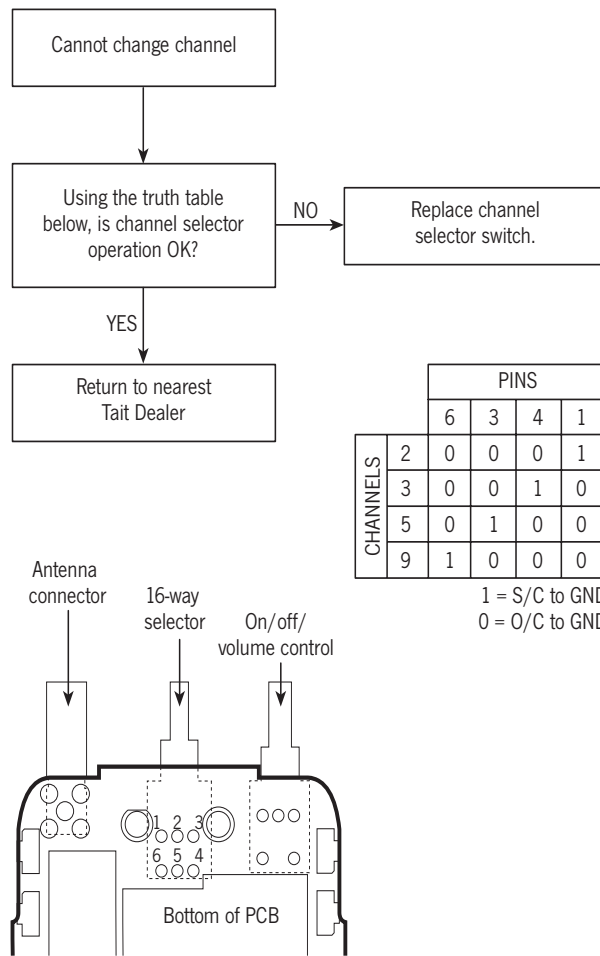 Cannot change channel
Using the truth table
below, is channel selector
operation OK?
NO
Replace channel
selector switch.
YES
Return to nearest
Tait Dealer
PINS
6 3 4 1
CHANNELS
2 0 0 0 1
3 0 0 1 0
5 0 1 0 0
9 1 0 0 0
1 = S/C to GND
0 = O/C to GND
Antenna
connector
16-way
selector
On/off/
volume control
1 2 3
6 5 4
Bottom of PCB